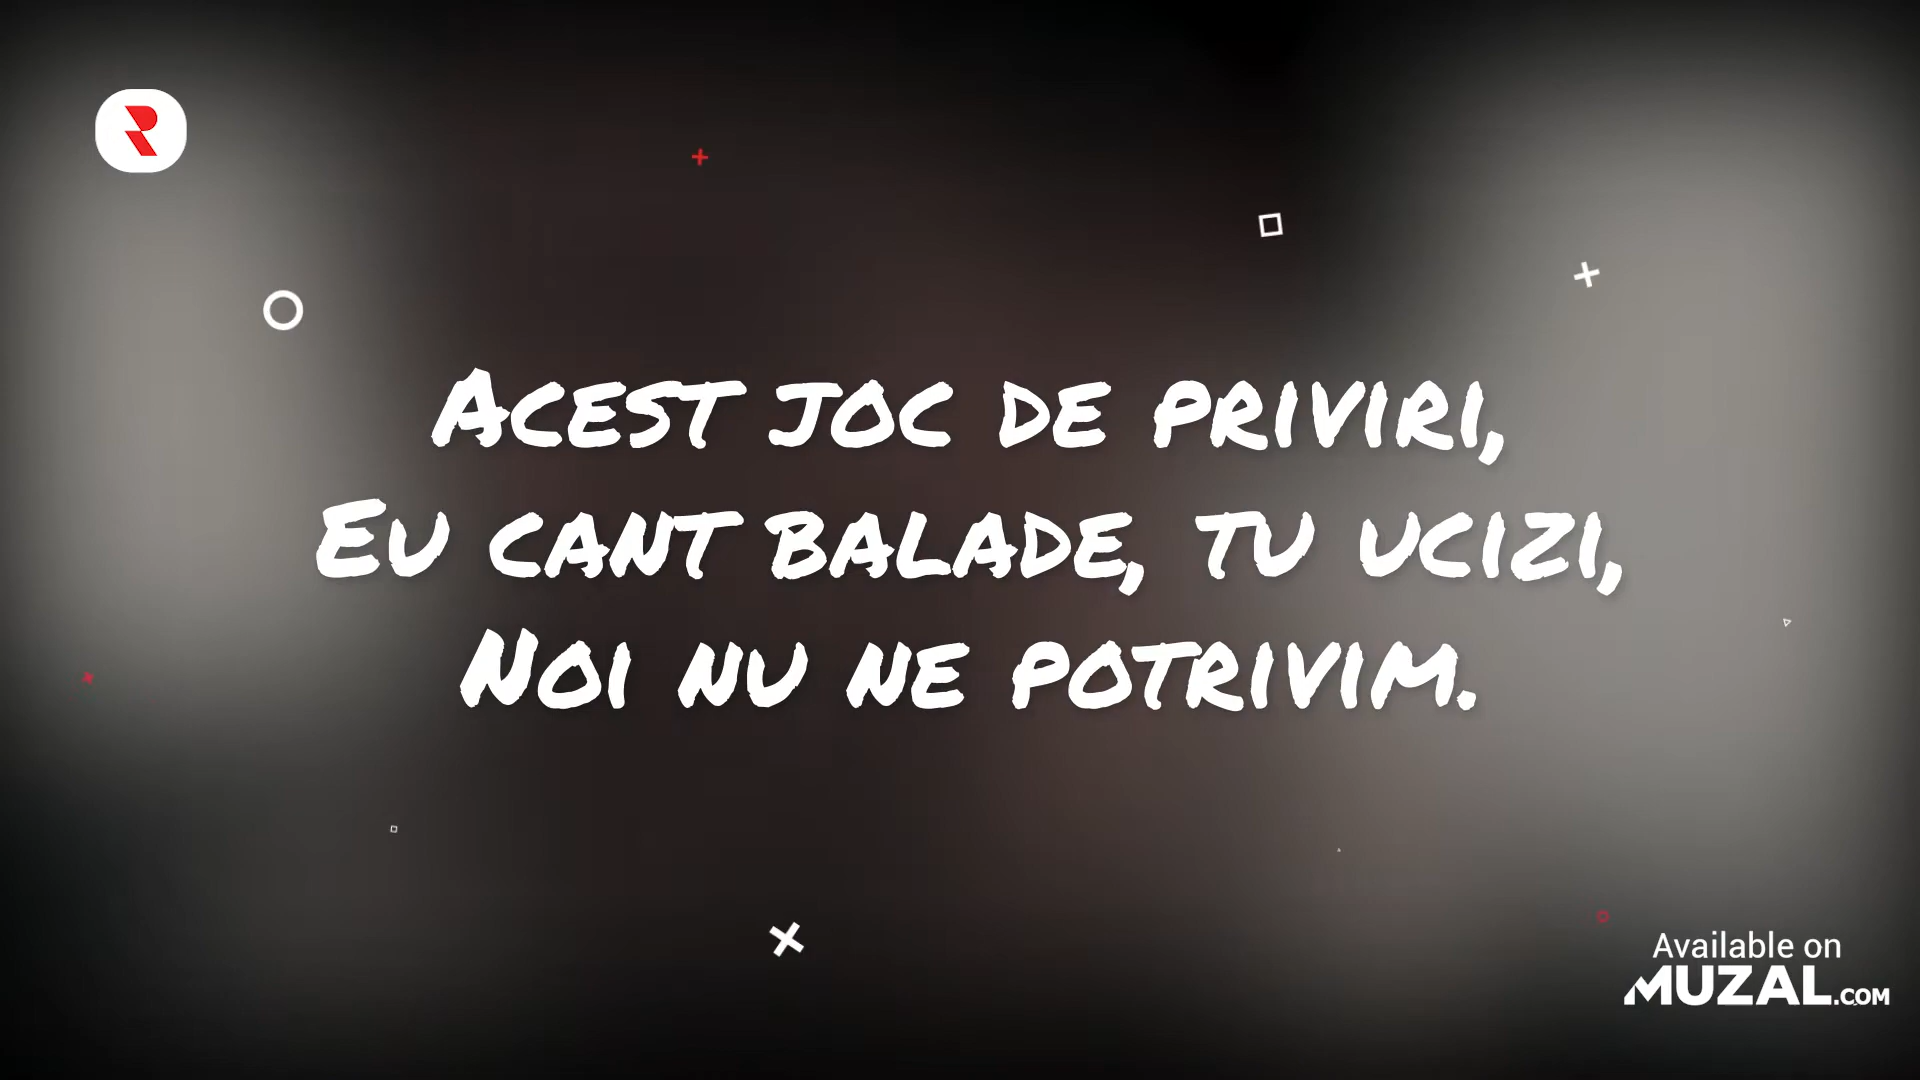 Acest joc de priviri,
Eu cant balade, tu ucizi,
Noi nu ne potrivim.
Available on
MUZAL.COM